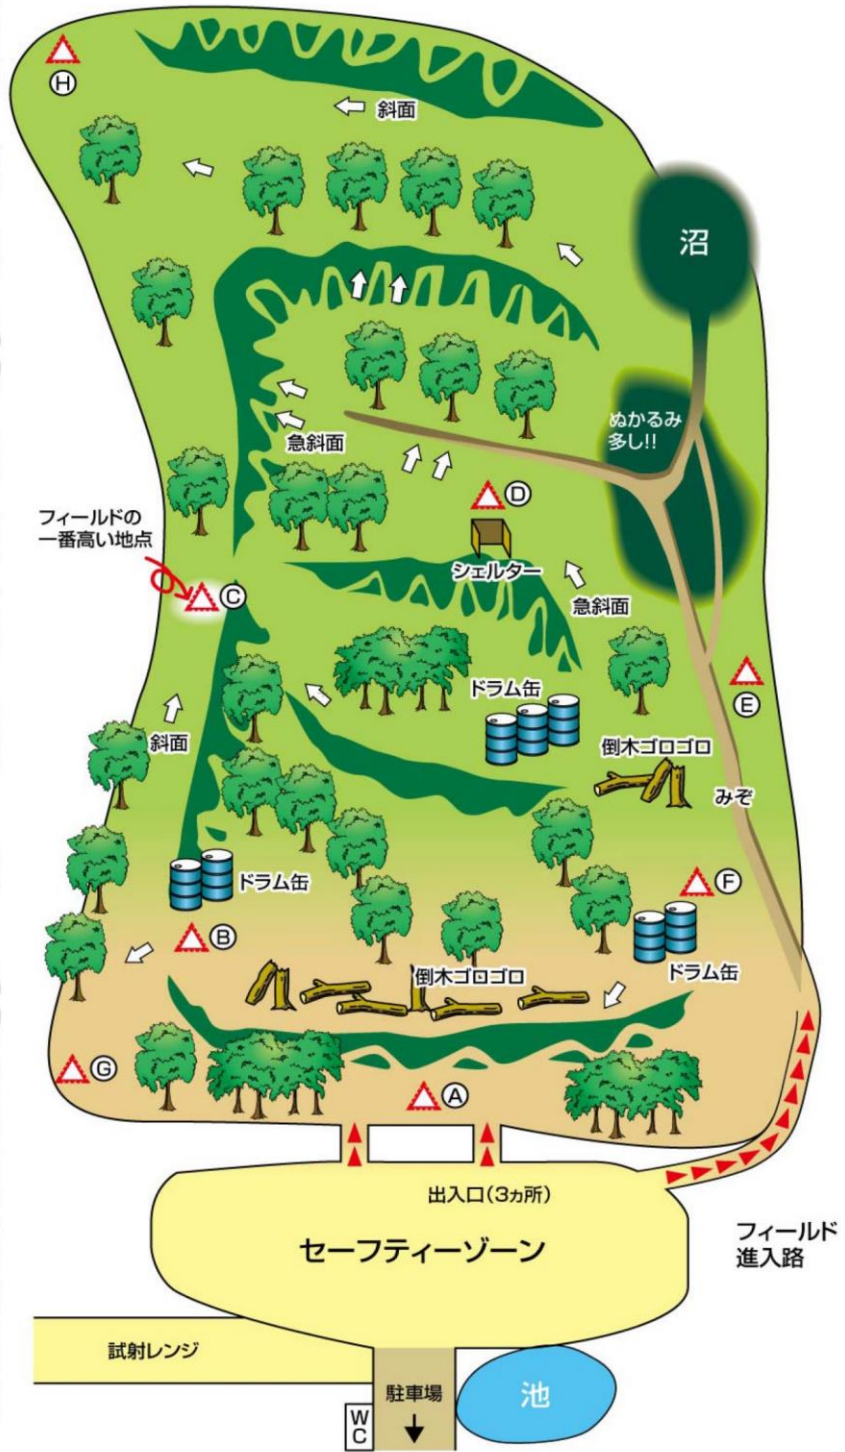 H
斜面
沼
ぬかるみ
多し!!
急斜面
D
シェルター
フィールドの
一番高い地点
C
急斜面
ドラム缶
E
斜面
倒木ゴロゴロ
みぞ
ドラム缶
F
B
倒木ゴロゴロ
ドラム缶
G
A
出入口(3ヵ所)
セーフティーゾーン
フィールド
進入路
試射レンジ
駐車場
池
WC